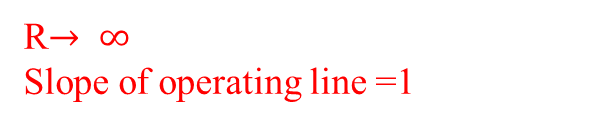 R→ ∞
Slope of operating line =1